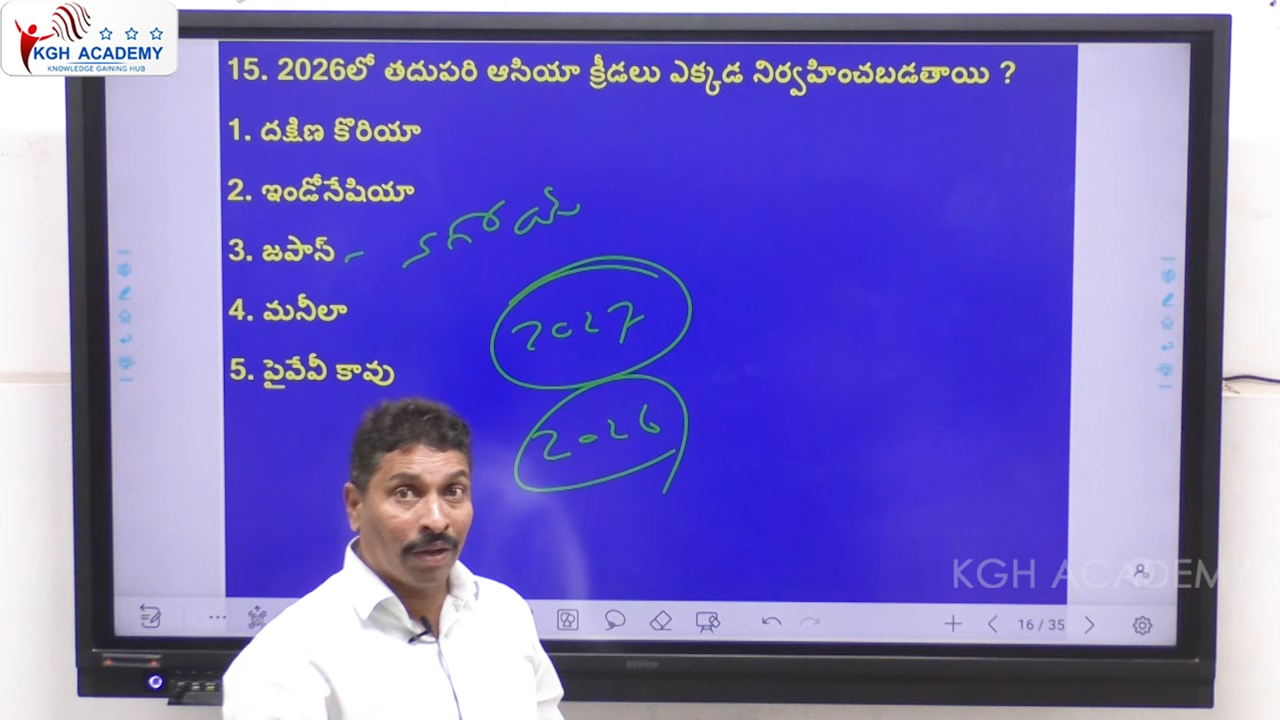 KGH ACADEMY
KNOWLEDGE GAINING HUB
15. 2026లో తదుపరి ఆసియా క్రీడలు ఎక్కడ నిర్వహించబడతాయి ?
1. దక్షిణ కొరియా
2. ఇండోనేషియా
3. జపాన్ - నగోయా
4. మనీలా
5. పైవేవీ కావు
2027
2026
KGH ACADEMY
16 / 35